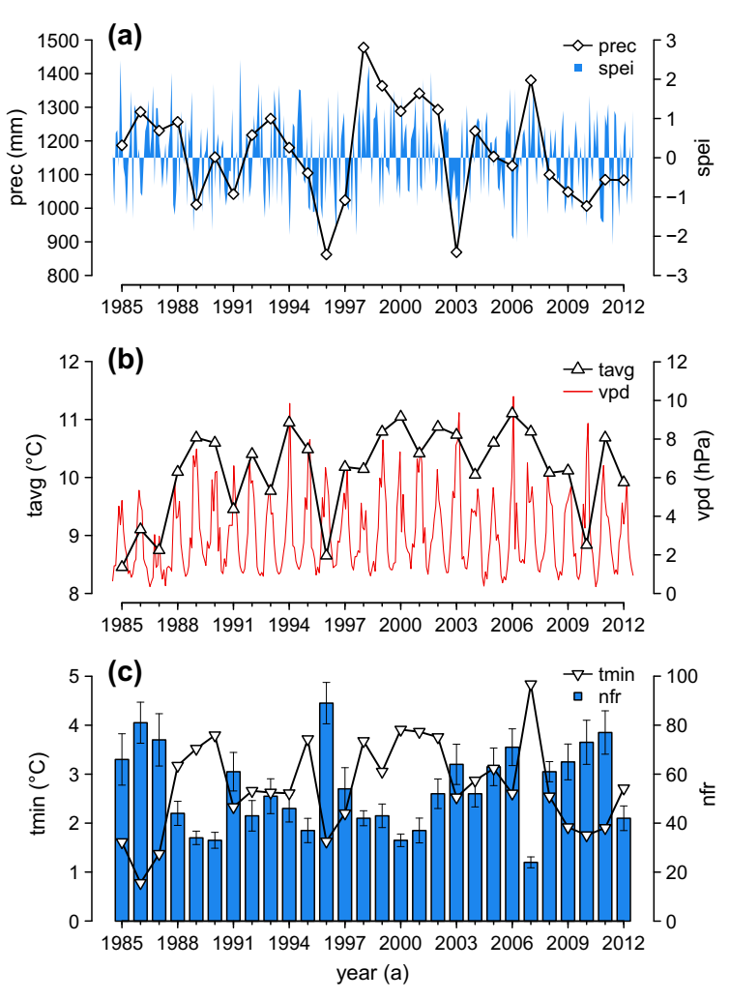 (a)
prec
spei
prec (mm)
1500
1400
1300
1200
1100
1000
900
800
3
2
1
0
−1
−2
−3
spei
1985 1988 1991 1994 1997 2000 2003 2006 2009 2012
(b)
tavg
vpd
tavg (°C)
12
11
10
9
8
12
10
8
6
4
2
0
vpd (hPa)
1985 1988 1991 1994 1997 2000 2003 2006 2009 2012
(c)
tmin
nfr
tmin (°C)
5
4
3
2
1
0
100
80
60
40
20
0
nfr
1985 1988 1991 1994 1997 2000 2003 2006 2009 2012
year (a)